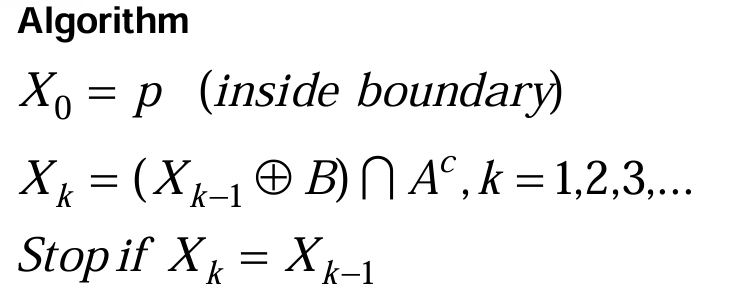 Algorithm
X₀ = p (inside boundary)
Xₖ = (Xₖ₋₁ ⊕ B) ⋂ Aᶜ, k = 1,2,3,...
Stop if Xₖ = Xₖ₋₁